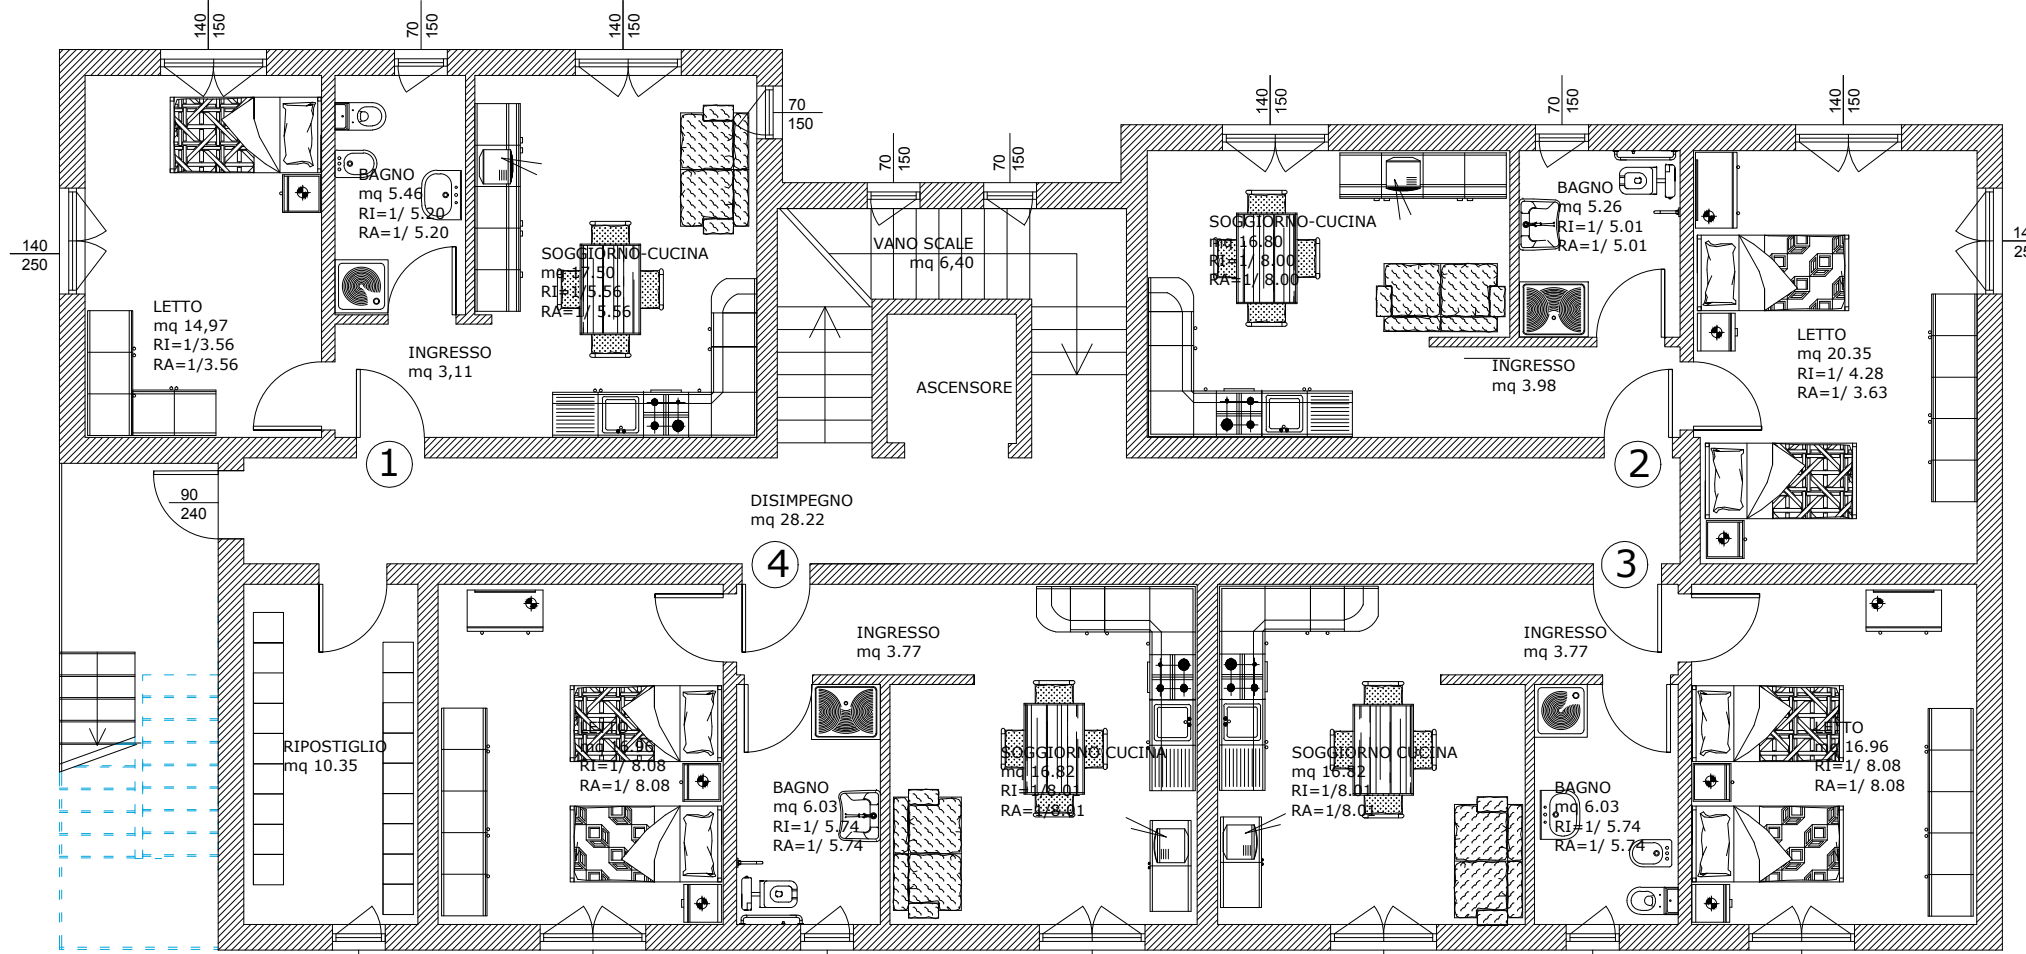 140
150
70
150
140
150
70
150
70
150
70
150
140
150
70
150
140
150
140
250
BAGNO
mq 5.46
RI=1/ 5.20
RA=1/ 5.20
LETTO
mq 14,97
RI=1/3.56
RA=1/3.56
SOGGIORNO-CUCINA
mq 17.50
RI=1/5.56
RA=1/ 5.56
INGRESSO
mq 3,11
VANO SCALE
mq 6,40
ASCENSORE
SOGGIORNO-CUCINA
mq 16.80
RI=1/ 8.00
RA=1/ 8.00
BAGNO
mq 5.26
RI=1/ 5.01
RA=1/ 5.01
INGRESSO
mq 3.98
LETTO
mq 20.35
RI=1/ 4.28
RA=1/ 3.63
1
2
90
240
DISIMPEGNO
mq 28.22
4
3
INGRESSO
mq 3.77
INGRESSO
mq 3.77
RIPOSTIGLIO
mq 10.35
LETTO
mq 16.96
RI=1/ 8.08
RA=1/ 8.08
BAGNO
mq 6.03
RI=1/ 5.74
RA=1/ 5.74
SOGGIORNO CUCINA
mq 16.82
RI=1/8.01
RA=1/8.01
SOGGIORNO CUCINA
mq 16.82
RI=1/8.01
RA=1/8.01
BAGNO
mq 6.03
RI=1/ 5.74
RA=1/ 5.74
LETTO
mq 16.96
RI=1/ 8.08
RA=1/ 8.08